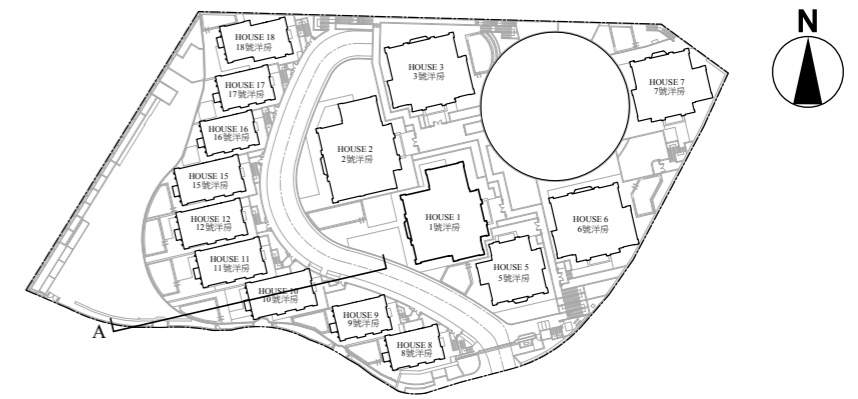 N
HOUSE 18
18號洋房
HOUSE 3
3號洋房
HOUSE 7
7號洋房
HOUSE 17
17號洋房
HOUSE 16
16號洋房
HOUSE 2
2號洋房
HOUSE 15
15號洋房
HOUSE 12
12號洋房
HOUSE 1
1號洋房
HOUSE 6
6號洋房
HOUSE 11
11號洋房
HOUSE 5
5號洋房
HOUSE 10
10號洋房
HOUSE 9
9號洋房
A
HOUSE 8
8號洋房